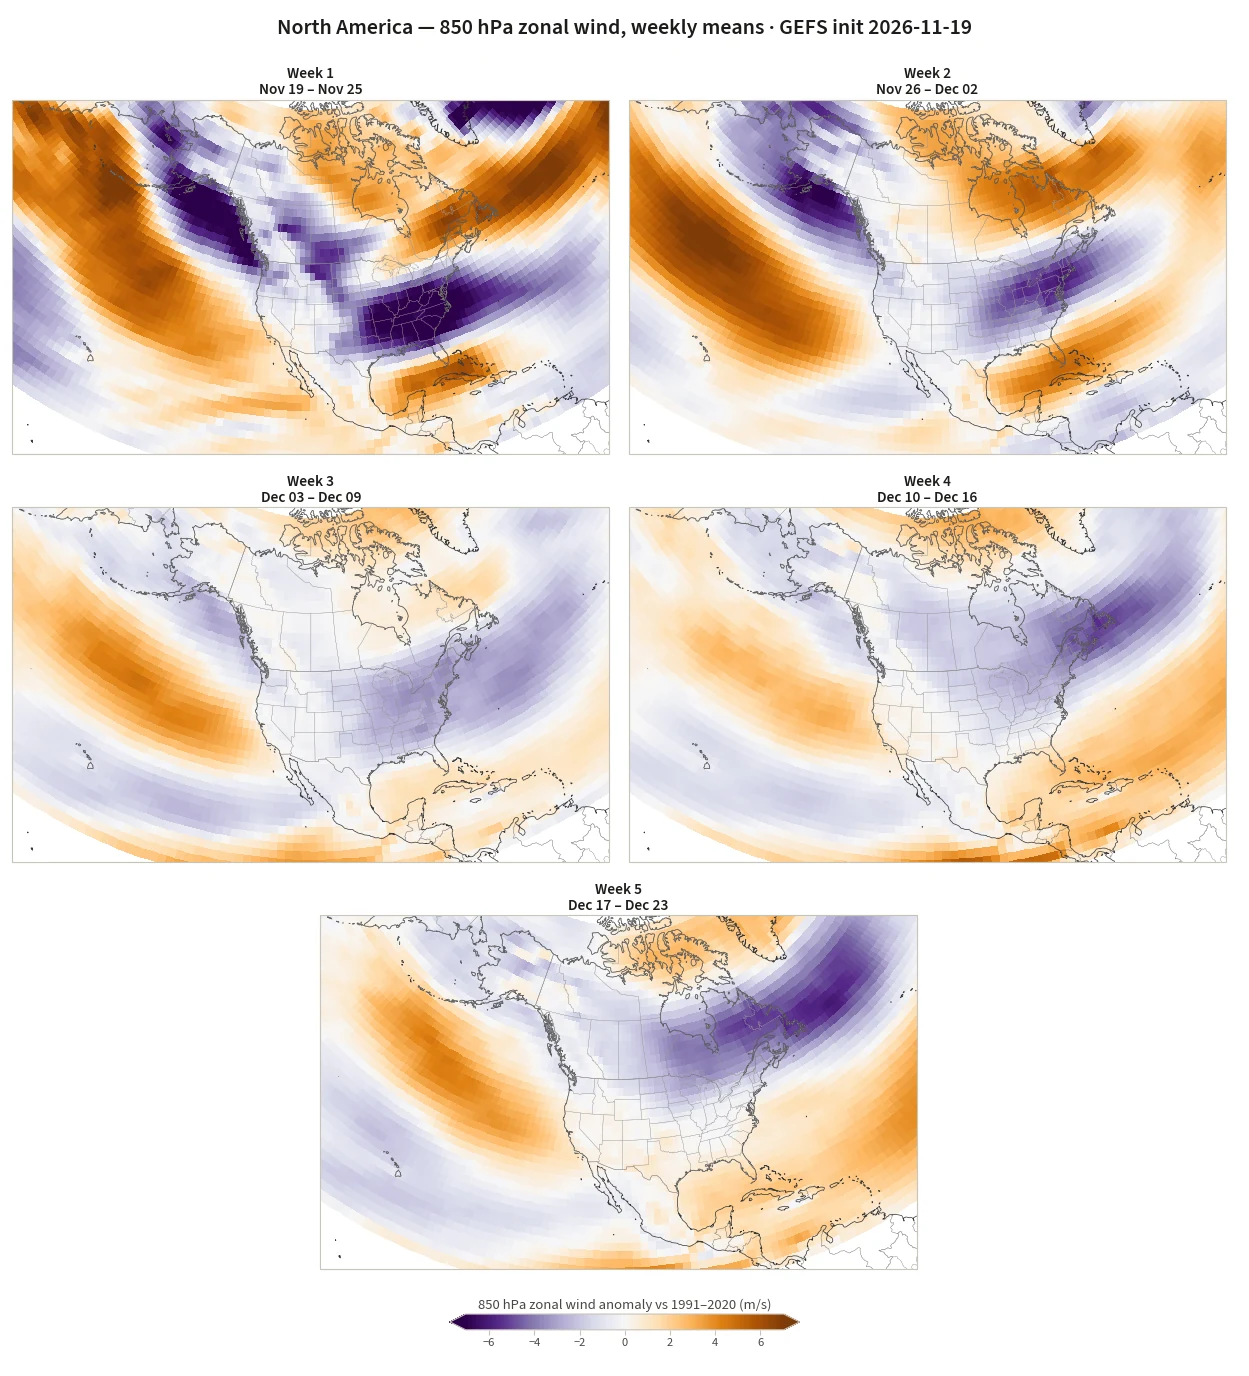 North America — 850 hPa zonal wind, weekly means · GEFS init 2026-11-19
Week 1
Nov 19 – Nov 25
Week 2
Nov 26 – Dec 02
Week 3
Dec 03 – Dec 09
Week 4
Dec 10 – Dec 16
Week 5
Dec 17 – Dec 23
850 hPa zonal wind anomaly vs 1991–2020 (m/s)
−6 −4 −2 0 2 4 6